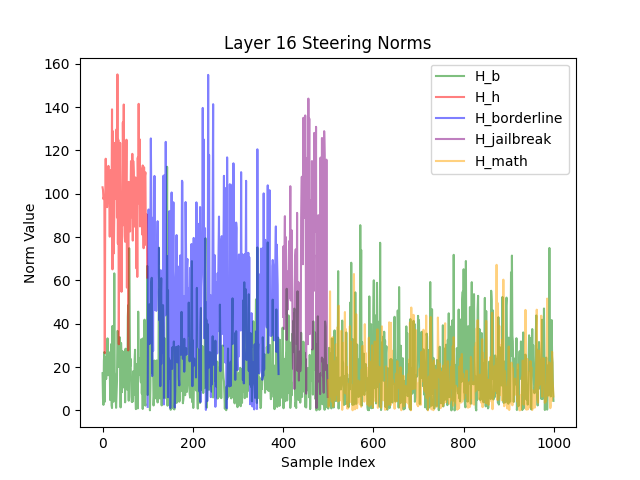 Layer 16 Steering Norms
160
140
120
100
80
60
40
20
0
Norm Value
H_b
H_h
H_borderline
H_jailbreak
H_math
0
200
400
600
800
1000
Sample Index